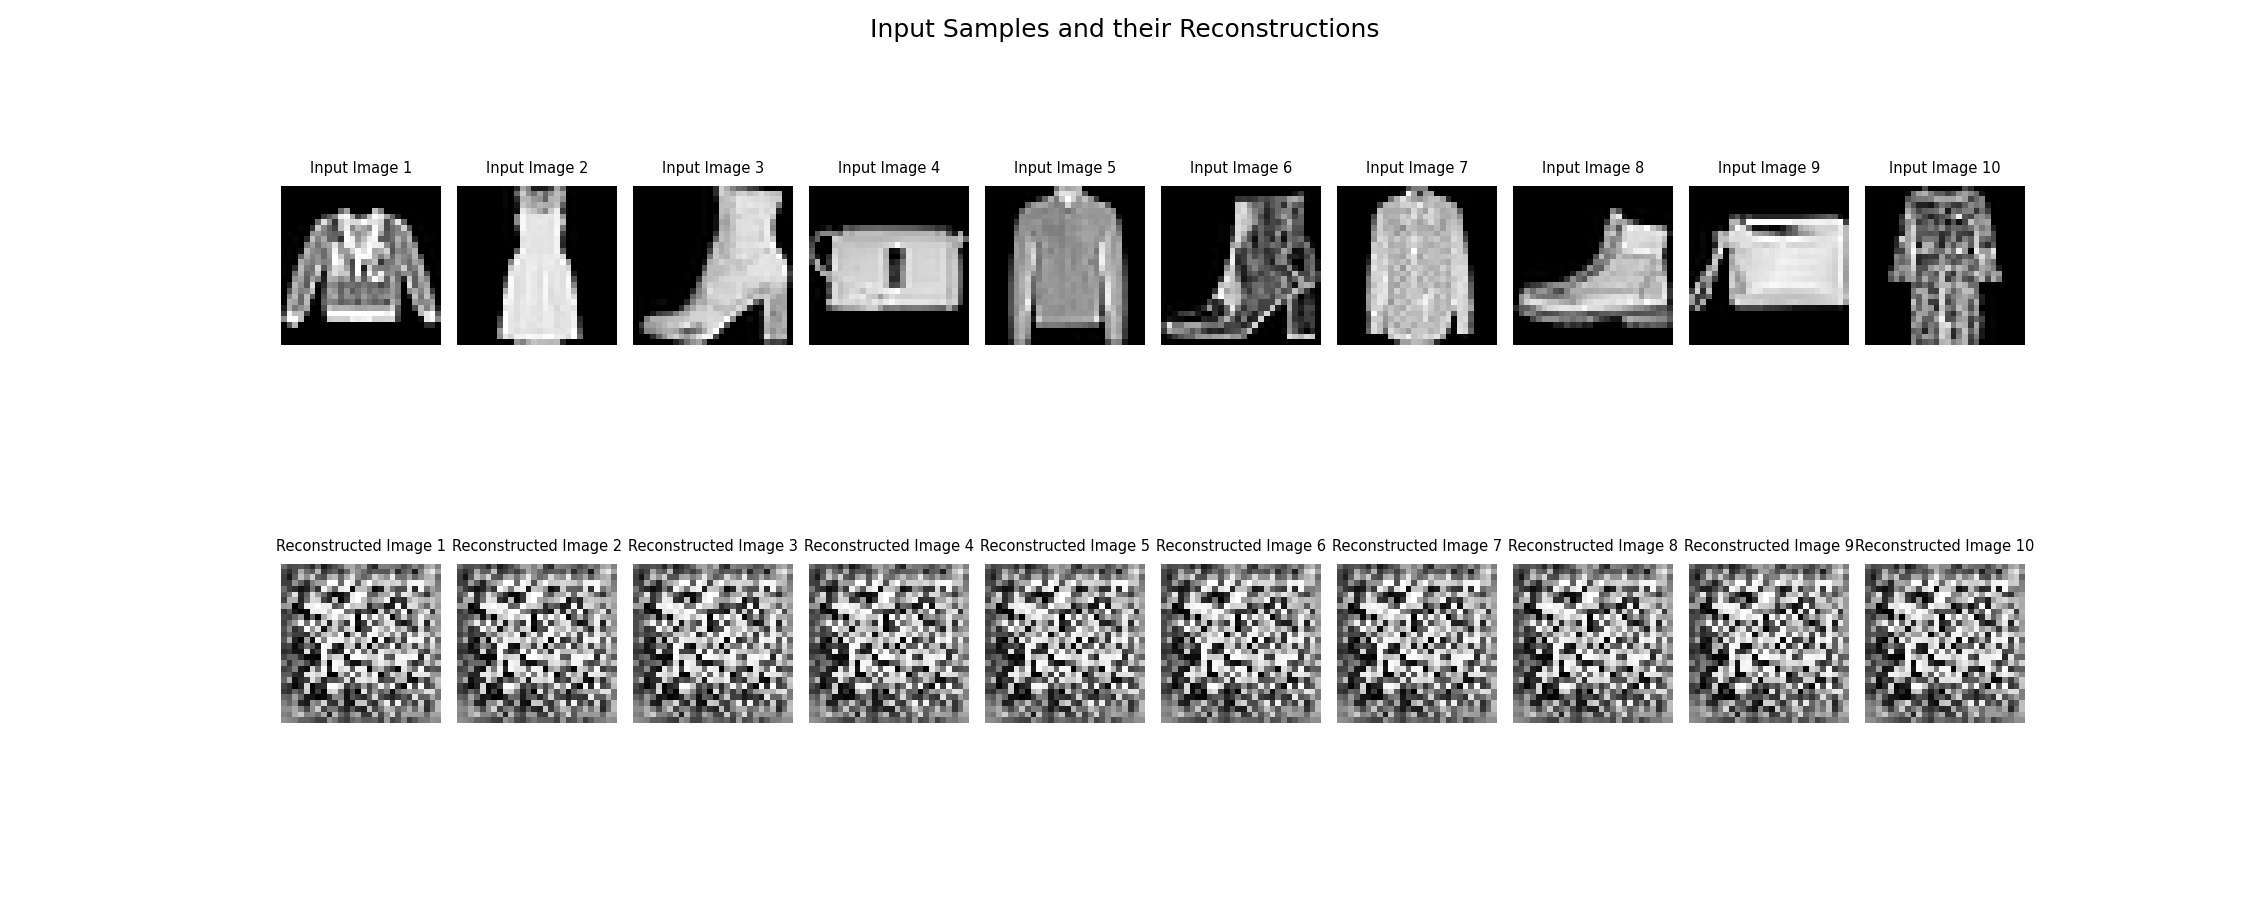 Input Samples and their Reconstructions
Input Image 1 Input Image 2 Input Image 3 Input Image 4 Input Image 5 Input Image 6 Input Image 7 Input Image 8 Input Image 9 Input Image 10
Reconstructed Image 1 Reconstructed Image 2 Reconstructed Image 3 Reconstructed Image 4 Reconstructed Image 5 Reconstructed Image 6 Reconstructed Image 7 Reconstructed Image 8 Reconstructed Image 9 Reconstructed Image 10